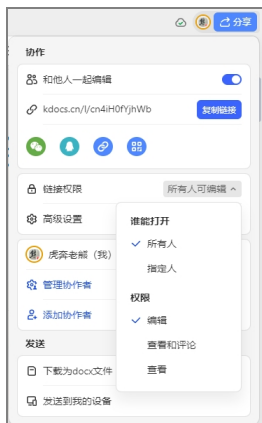 分享
协作
和他人一起编辑
kdocs.cn/l/cn4iH0fYjhWb
复制链接
链接权限
所有人可编辑
高级设置
谁能打开
所有人
指定人
虎奔老熊（我）
管理协作者
权限
编辑
添加协作者
查看和评论
发送
查看
下载为docx文件
发送到我的设备